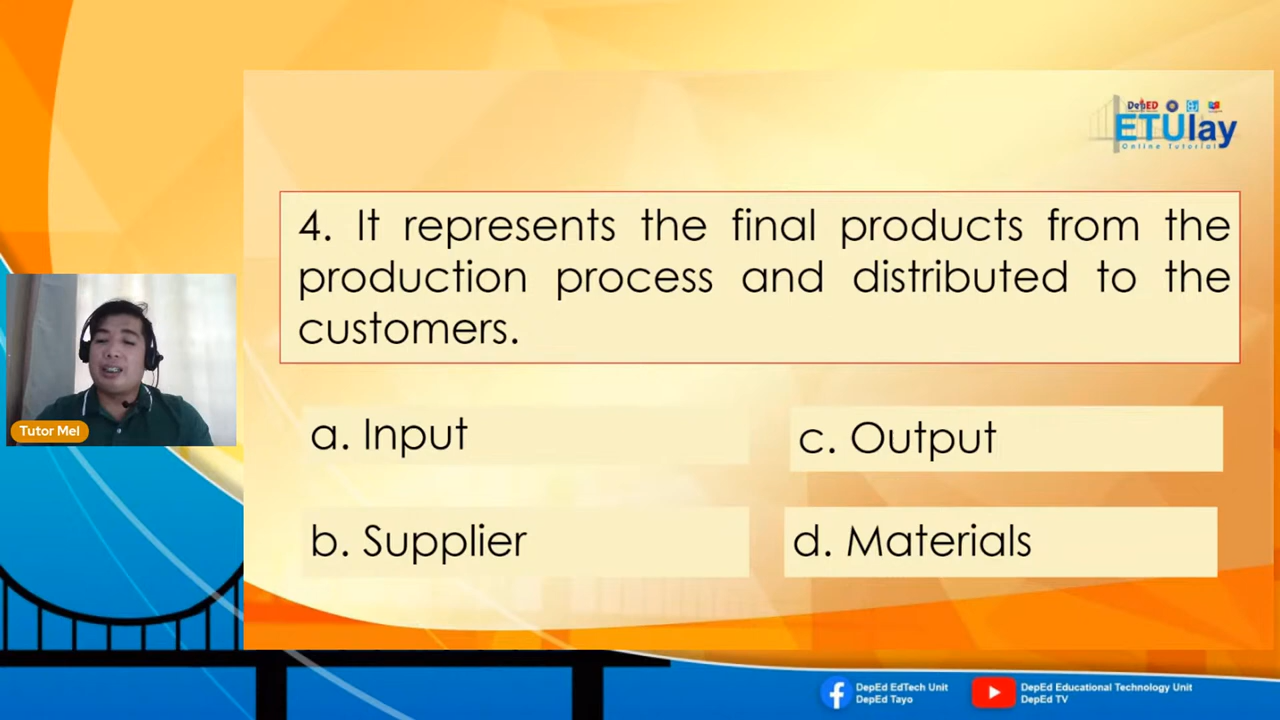 DepED
ETUlay
Online Tutorial
4. It represents the final products from the
production process and distributed to the
customers.
a. Input
c. Output
b. Supplier
d. Materials
Tutor Mel
DepEd EdTech Unit
DepEd Tayo
DepEd Educational Technology Unit
DepEd TV